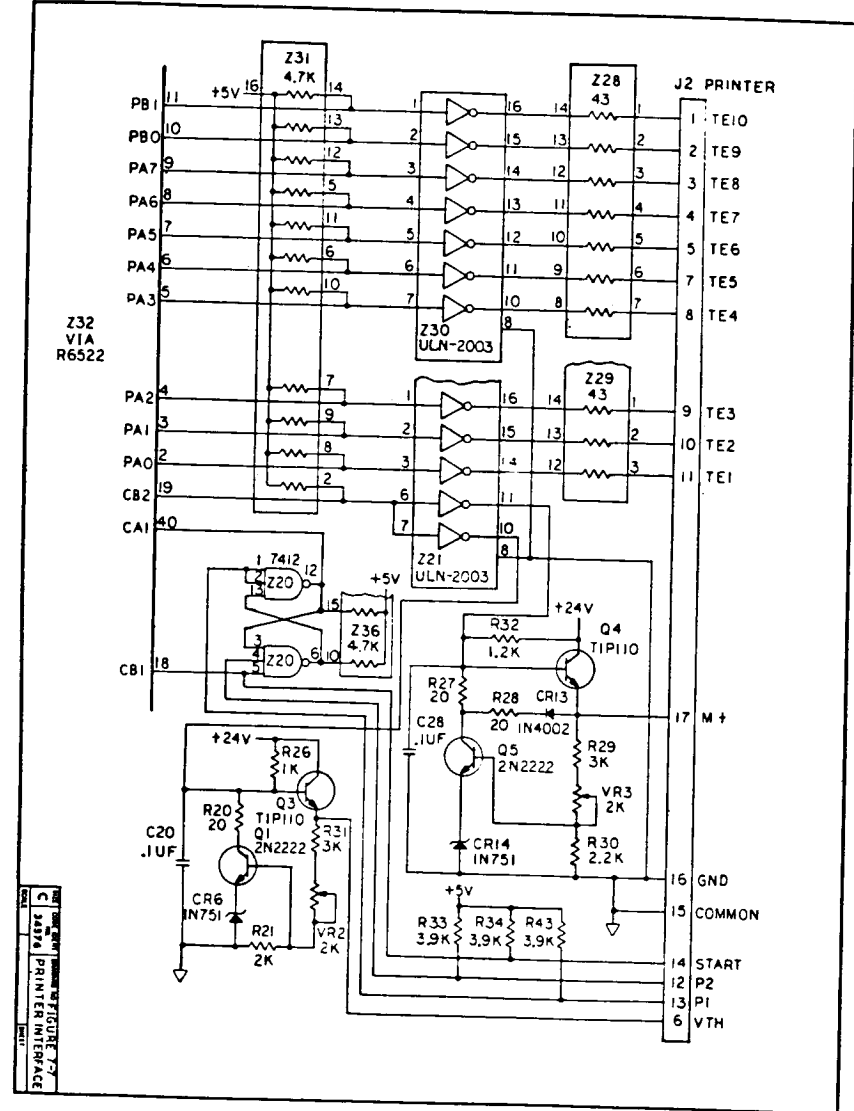 Z31
4.7K
+5V 16
14
13
12
5
11
6
10
7
9
8
2
Z28
43
J2 PRINTER
PB1 11
PB0 10
PA7 9
PA6 8
PA5 7
PA4 6
PA3 5
1 16 14 1
2 15 13 2
3 14 12 3
4 13 11 4
5 12 10 5
6 11 9 6
7 10 8 7
8
1 TE10
2 TE9
3 TE8
4 TE7
5 TE6
7 TE5
8 TE4
Z30
ULN-2003
Z32
VIA
R6522
Z29
43
PA2 4
PA1 3
PA0 2
CB2 19
CA1 40
CB1 18
1 16 14 1
2 15 13 2
3 14 12 3
6 11
7 10
8
9 TE3
10 TE2
11 TE1
Z21
ULN-2003
1 7412
2 Z20 12
13
3
4 Z20 6
5
+5V
15
Z36
4.7K
10
+24V
R32
1.2K
Q4
TIP110
R27
20
R28
20
CR13
1N4002
17 M+
C28
.1UF
Q5
2N2222
R29
3K
VR3
2K
R30
2.2K
CR14
1N751
+24V
R26
1K
Q3
TIP110
R20
20
Q1
2N2222
R31
3K
C20
.1UF
CR6
1N751
R21
2K
VR2
2K
16 GND
15 COMMON
+5V
R33
3.9K
R34
3.9K
R43
3.9K
14 START
12 P2
13 P1
6 VTH
SIZE
C
34576
FIGURE 7-7
PRINTER INTERFACE
SCALE
SHEET